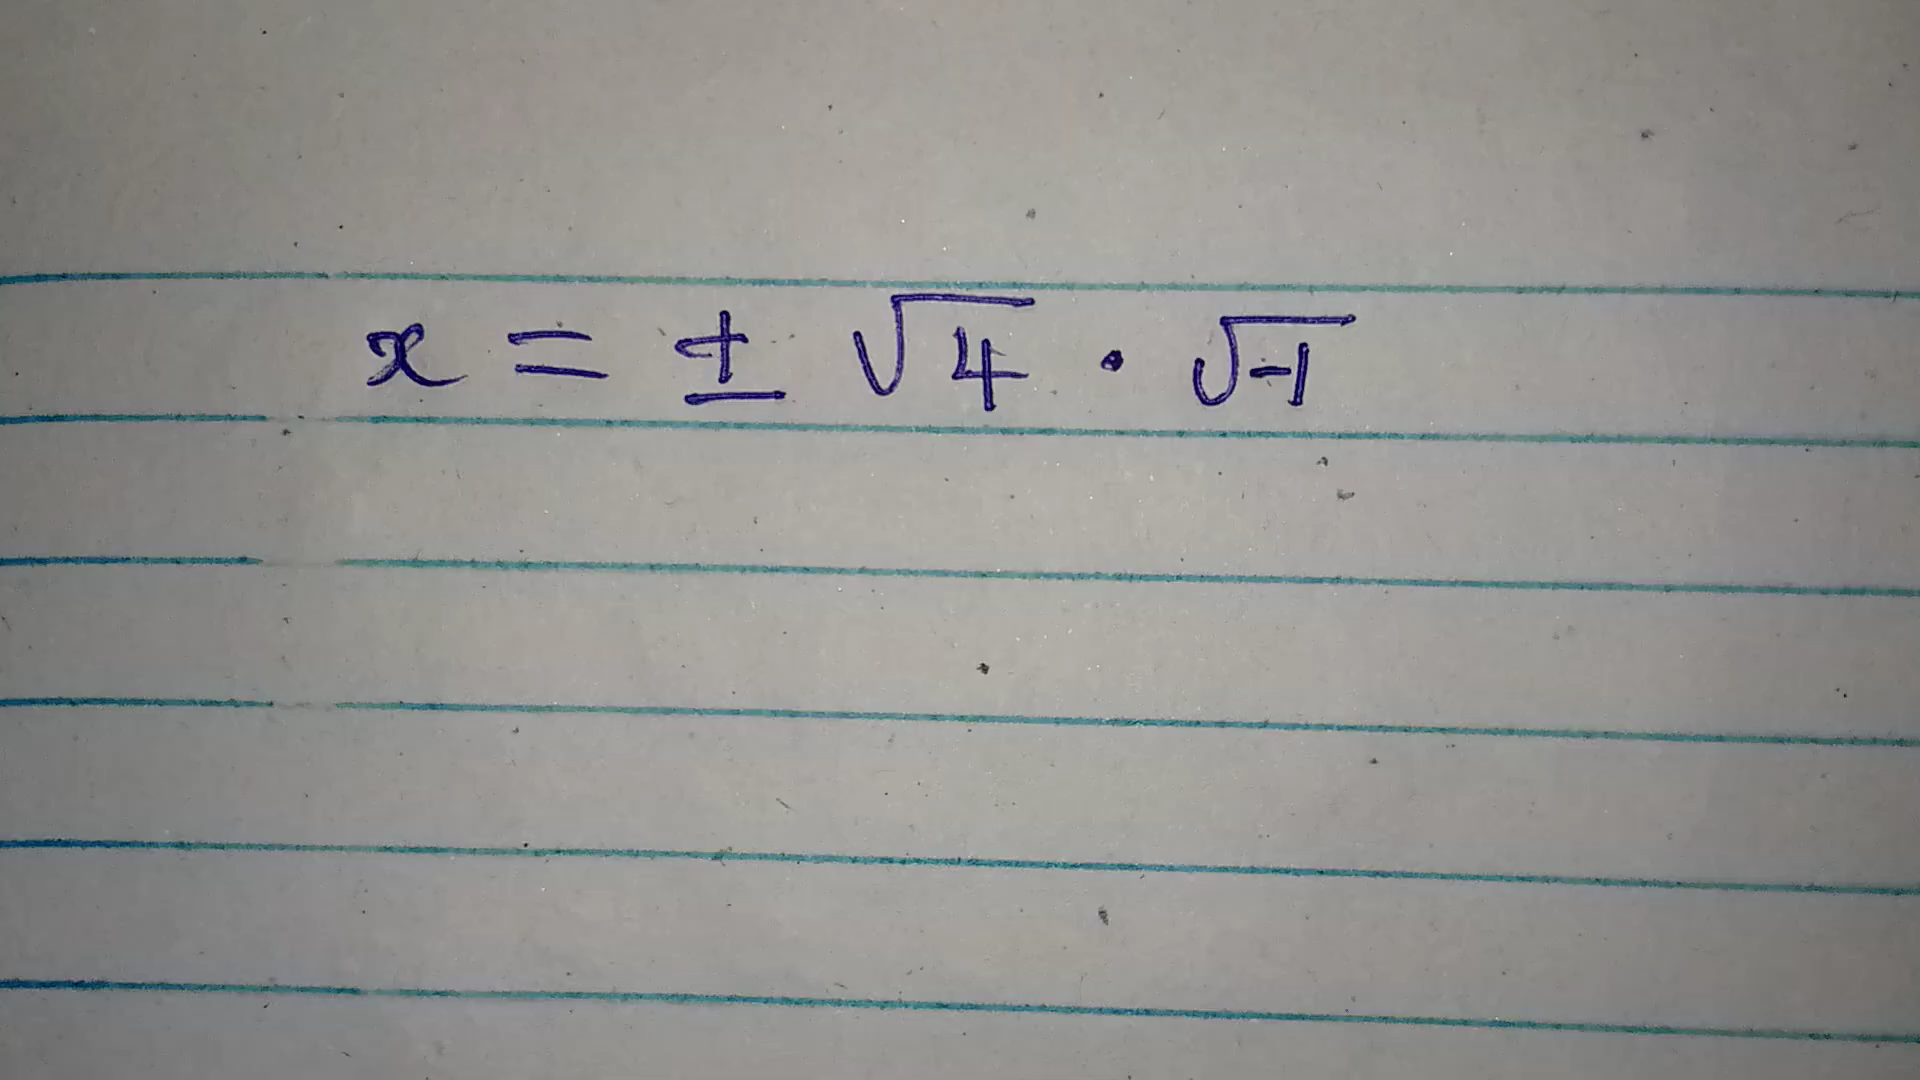 x = ± √4 · √-1